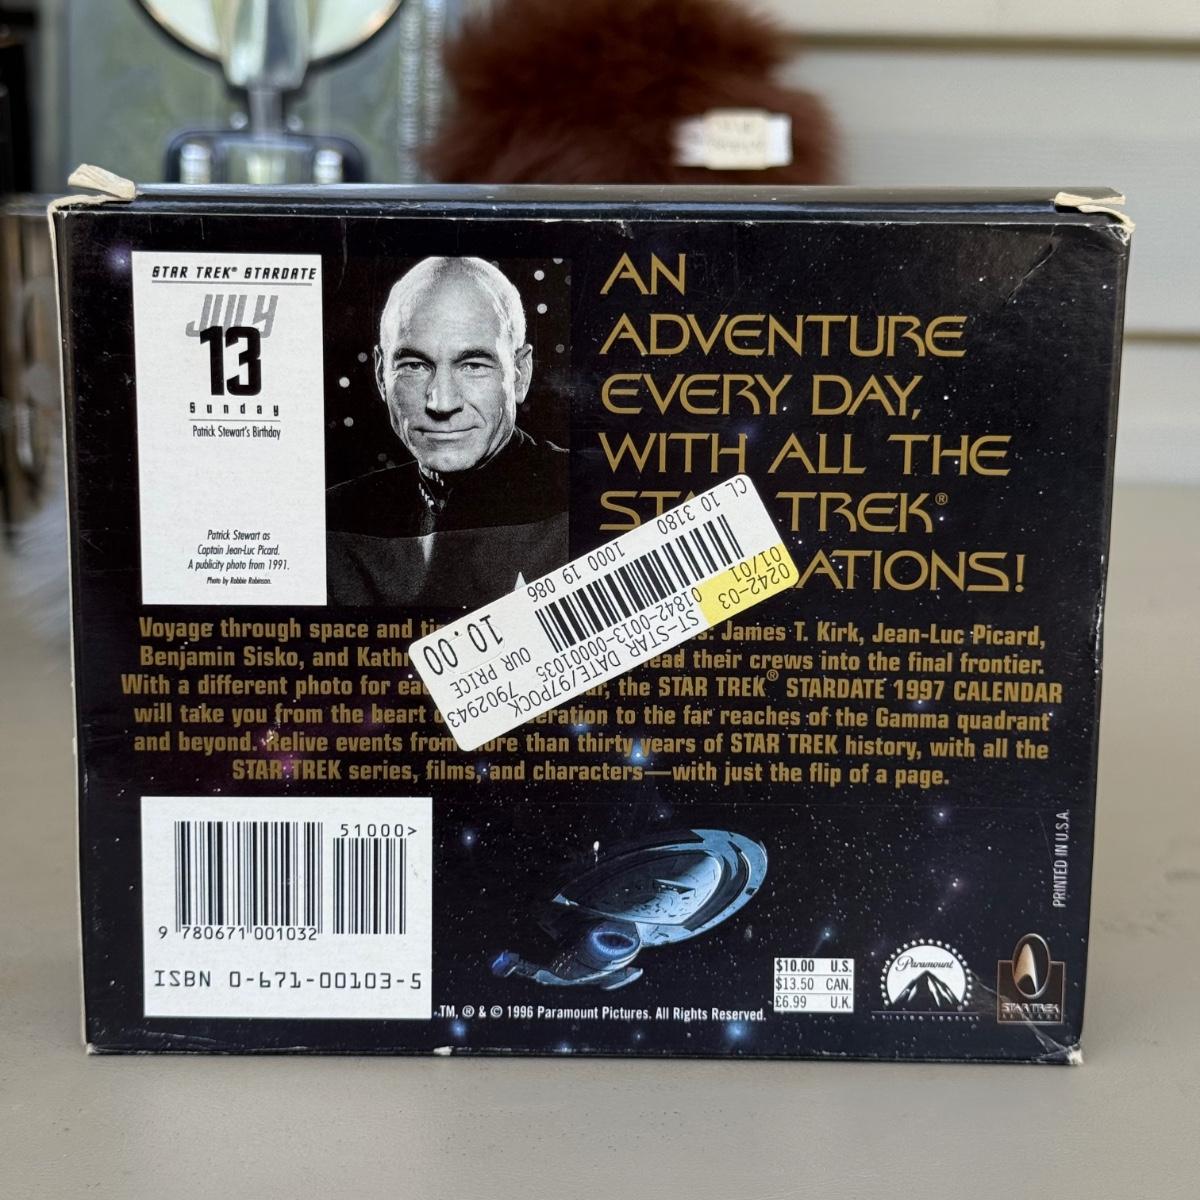 STAR TREK® STARDATE
JULY
13
Sunday
Patrick Stewart's Birthday
Patrick Stewart as
Captain Jean-Luc Picard.
A publicity photo from 1991.
Photo by Robbie Robinson.
AN
ADVENTURE
EVERY DAY,
WITH ALL THE
TREK®
ATIONS!
CL 10 3180
1000 19 086
0242-03
01/01
01842-0013-00001035
ST-STAR DATE/97POCK
7902943
OUR PRICE
10.00
Voyage through space and James T. Kirk, Jean-Luc Picard,
Benjamin Sisko, and their crews into the final frontier.
With a different photo for the STAR TREK® STARDATE 1997 CALENDAR
will take you from the heart to the far reaches of the Gamma quadrant
and beyond. Relive events from more than thirty years of STAR TREK history, with all the
STAR TREK series, films, and characters—with just the flip of a page.
51000>
9 780671 001032
ISBN 0-671-00103-5
TM, ® & © 1996 Paramount Pictures. All Rights Reserved.
$10.00 U.S.
$13.50 CAN.
£6.99 U.K.
Paramount
STAR TREK
PRINTED IN U.S.A.